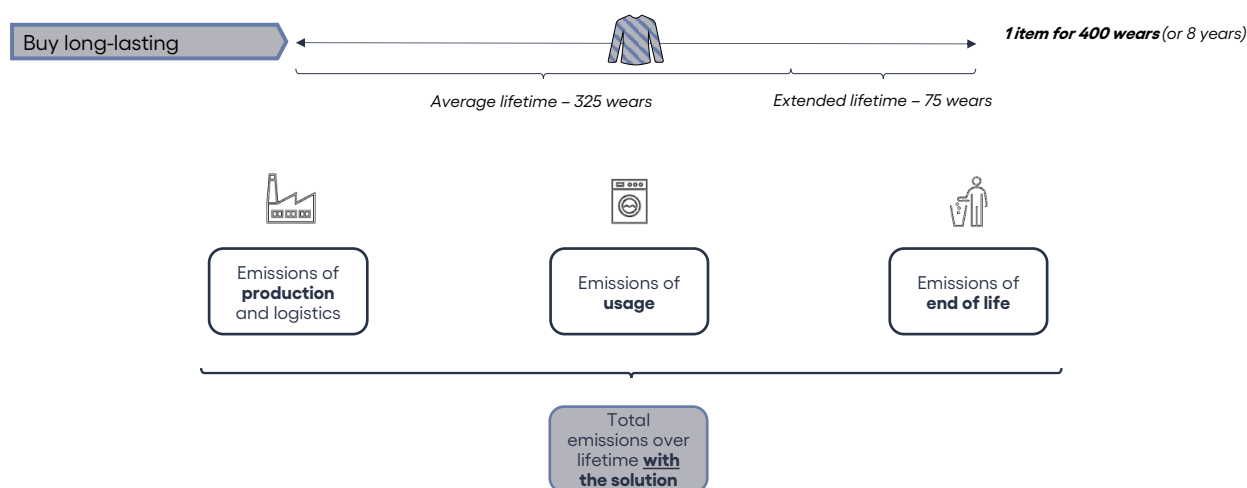 Buy long-lasting
1 item for 400 wears (or 8 years)
Average lifetime – 325 wears
Extended lifetime – 75 wears
Emissions of
production
and logistics
Emissions of
usage
Emissions of
end of life
Total
emissions over
lifetime with
the solution